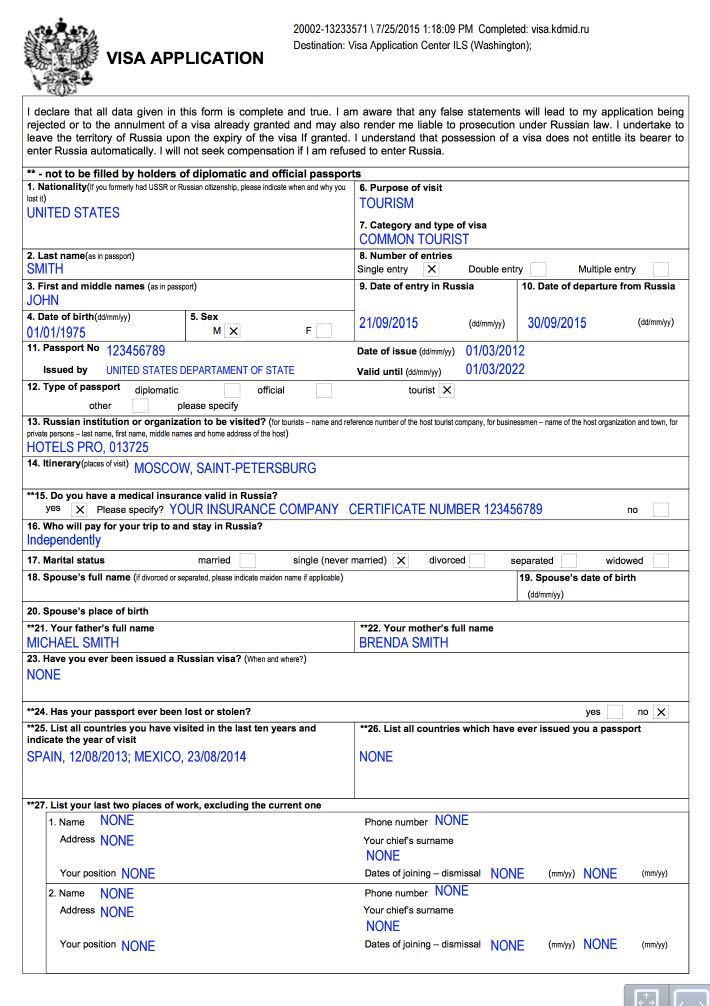 20002-13233571 \ 7/25/2015 1:18:09 PM Completed: visa.kdmid.ru
Destination: Visa Application Center ILS (Washington);
VISA APPLICATION
I declare that all data given in this form is complete and true. I am aware that any false statements will lead to my application being
rejected or to the annulment of a visa already granted and may also render me liable to prosecution under Russian law. I undertake to
leave the territory of Russia upon the expiry of the visa If granted. I understand that possession of a visa does not entitle its bearer to
enter Russia automatically. I will not seek compensation if I am refused to enter Russia.
** - not to be filled by holders of diplomatic and official passports
1. Nationality(If you formerly had USSR or Russian citizenship, please indicate when and why you
lost it)
UNITED STATES
6. Purpose of visit
TOURISM
7. Category and type of visa
COMMON TOURIST
2. Last name(as in passport)
SMITH
8. Number of entries
Single entry X Double entry Multiple entry
3. First and middle names (as in passport)
JOHN
9. Date of entry in Russia
21/09/2015 (dd/mm/yy)
10. Date of departure from Russia
30/09/2015 (dd/mm/yy)
4. Date of birth(dd/mm/yy)
01/01/1975
5. Sex
M X F
11. Passport No 123456789 Date of issue (dd/mm/yy) 01/03/2012
Issued by UNITED STATES DEPARTAMENT OF STATE Valid until (dd/mm/yy) 01/03/2022
12. Type of passport diplomatic official tourist X
other please specify
13. Russian institution or organization to be visited? (for tourists – name and reference number of the host tourist company, for businessmen – name of the host organization and town, for
private persons – last name, first name, middle names and home address of the host)
HOTELS PRO, 013725
14. Itinerary(places of visit) MOSCOW, SAINT-PETERSBURG
**15. Do you have a medical insurance valid in Russia?
yes X Please specify? YOUR INSURANCE COMPANY CERTIFICATE NUMBER 123456789 no
16. Who will pay for your trip to and stay in Russia?
Independently
17. Marital status married single (never married) X divorced separated widowed
18. Spouse's full name (if divorced or separated, please indicate maiden name if applicable)
19. Spouse's date of birth
(dd/mm/yy)
20. Spouse's place of birth
**21. Your father's full name
MICHAEL SMITH
**22. Your mother's full name
BRENDA SMITH
23. Have you ever been issued a Russian visa? (When and where?)
NONE
**24. Has your passport ever been lost or stolen? yes no X
**25. List all countries you have visited in the last ten years and
indicate the year of visit
SPAIN, 12/08/2013; MEXICO, 23/08/2014
**26. List all countries which have ever issued you a passport
NONE
**27. List your last two places of work, excluding the current one
1. Name NONE Phone number NONE
Address NONE Your chief's surname
NONE
Your position NONE Dates of joining – dismissal NONE (mm/yy) NONE (mm/yy)
2. Name NONE Phone number NONE
Address NONE Your chief's surname
NONE
Your position NONE Dates of joining – dismissal NONE (mm/yy) NONE (mm/yy)